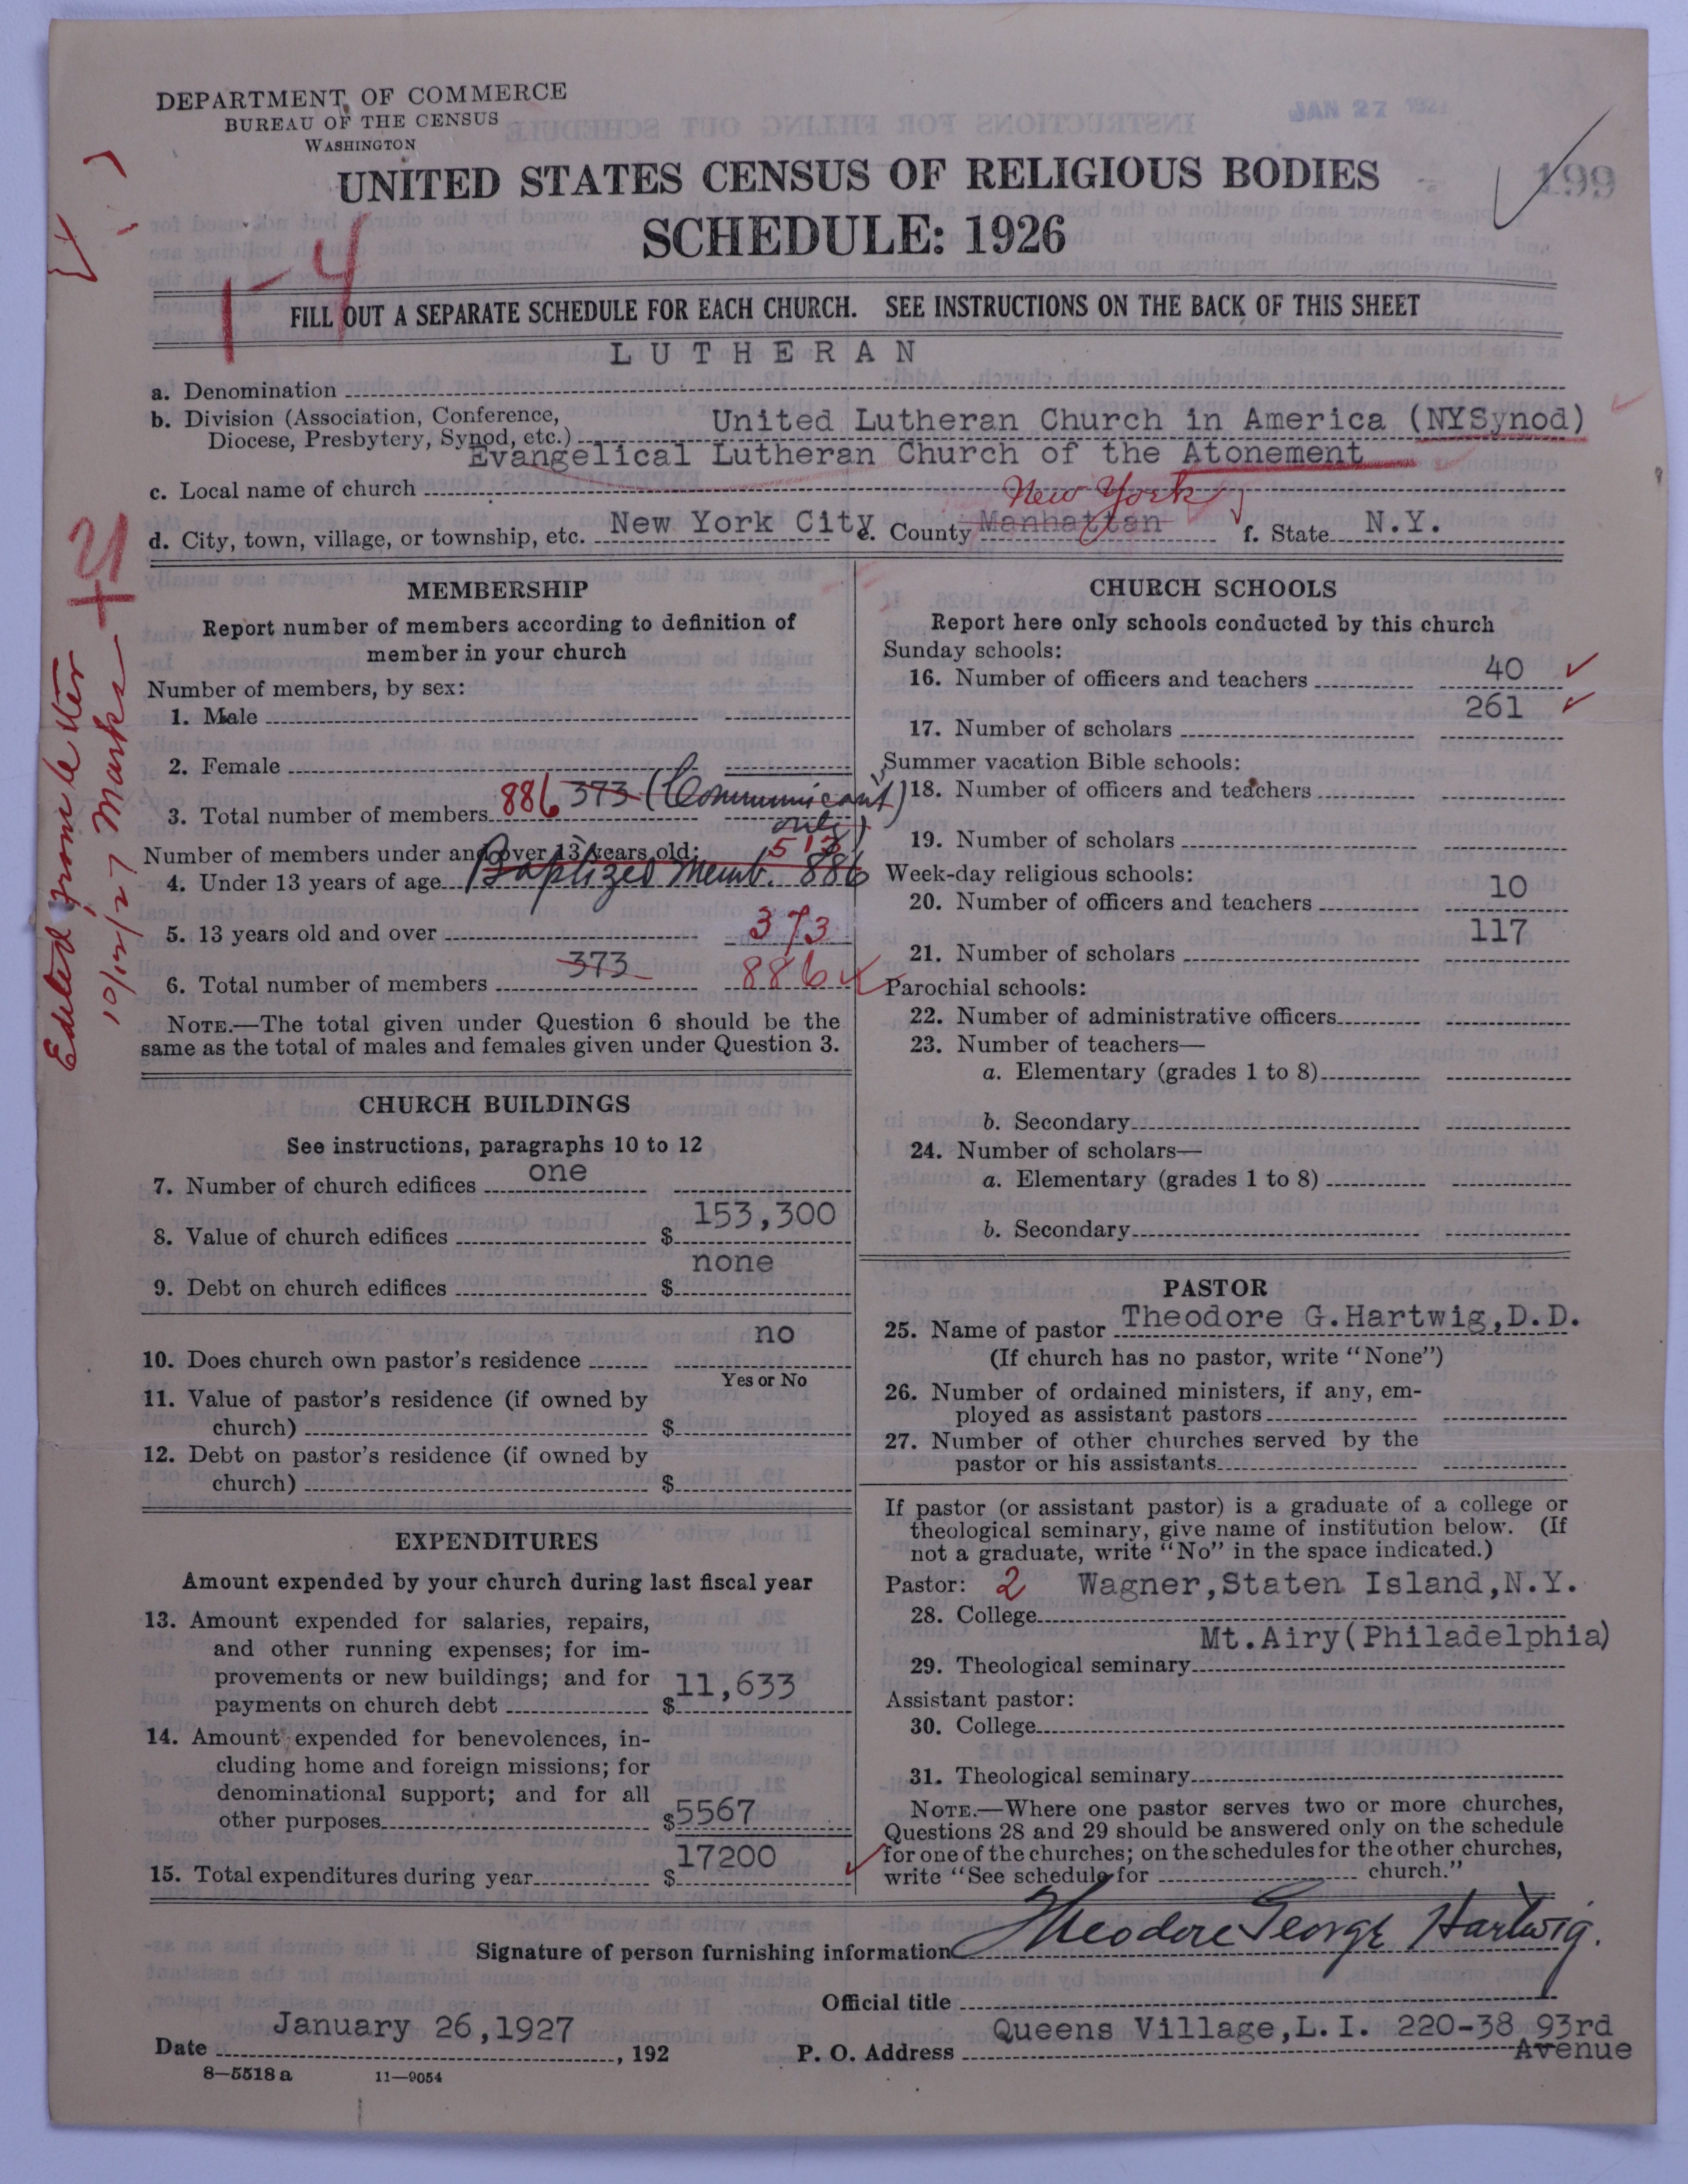 DEPARTMENT OF COMMERCE
BUREAU OF THE CENSUS
WASHINGTON
JAN 27 192
199
UNITED STATES CENSUS OF RELIGIOUS BODIES
SCHEDULE: 1926
FILL OUT A SEPARATE SCHEDULE FOR EACH CHURCH. SEE INSTRUCTIONS ON THE BACK OF THIS SHEET
a. Denomination LUTHERAN
b. Division (Association, Conference,
Diocese, Presbytery, Synod, etc.) United Lutheran Church in America (NYSynod)
c. Local name of church Evangelical Lutheran Church of the Atonement
New York
d. City, town, village, or township, etc. New York City e. County Manhattan f. State N.Y.
Edited from letter
10/12/27 Marks
MEMBERSHIP
Report number of members according to definition of
member in your church
Number of members, by sex:
1. Male
2. Female
3. Total number of members 886 373 (Communicant
only)
Number of members under and over 13 years old:
4. Under 13 years of age Baptized Memb. 886
513
5. 13 years old and over 373
6. Total number of members 373 886
NOTE.—The total given under Question 6 should be the
same as the total of males and females given under Question 3.
CHURCH BUILDINGS
See instructions, paragraphs 10 to 12
7. Number of church edifices one
8. Value of church edifices $ 153,300
9. Debt on church edifices $ none
10. Does church own pastor's residence no
Yes or No
11. Value of pastor's residence (if owned by
church) $
12. Debt on pastor's residence (if owned by
church) $
EXPENDITURES
Amount expended by your church during last fiscal year
13. Amount expended for salaries, repairs,
and other running expenses; for im-
provements or new buildings; and for
payments on church debt $ 11,633
14. Amount expended for benevolences, in-
cluding home and foreign missions; for
denominational support; and for all
other purposes $ 5567
15. Total expenditures during year $ 17200
CHURCH SCHOOLS
Report here only schools conducted by this church
Sunday schools:
16. Number of officers and teachers 40
17. Number of scholars 261
Summer vacation Bible schools:
18. Number of officers and teachers
19. Number of scholars
Week-day religious schools:
20. Number of officers and teachers 10
21. Number of scholars 117
Parochial schools:
22. Number of administrative officers
23. Number of teachers—
a. Elementary (grades 1 to 8)
b. Secondary
24. Number of scholars—
a. Elementary (grades 1 to 8)
b. Secondary
PASTOR
25. Name of pastor Theodore G.Hartwig,D.D.
(If church has no pastor, write "None")
26. Number of ordained ministers, if any, em-
ployed as assistant pastors
27. Number of other churches served by the
pastor or his assistants
If pastor (or assistant pastor) is a graduate of a college or
theological seminary, give name of institution below. (If
not a graduate, write "No" in the space indicated.)
Pastor: 2
28. College Wagner,Staten Island,N.Y.
29. Theological seminary Mt.Airy(Philadelphia)
Assistant pastor:
30. College
31. Theological seminary
NOTE.—Where one pastor serves two or more churches,
Questions 28 and 29 should be answered only on the schedule
for one of the churches; on the schedules for the other churches,
write "See schedule for church."
Signature of person furnishing information Theodore George Hartwig.
Official title
Date January 26,1927, 192
P. O. Address Queens Village,L.I. 220-38 93rd
Avenue
8—5518 a 11—9054